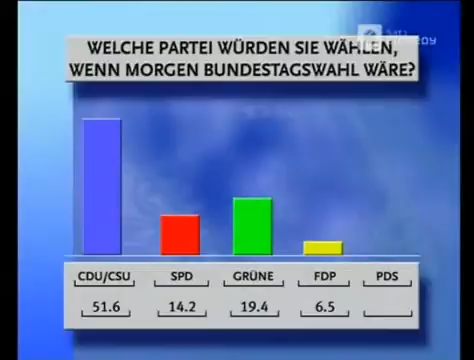 WELCHE PARTEI WÜRDEN SIE WÄHLEN,
WENN MORGEN BUNDESTAGSWAHL WÄRE?
CDU/CSU SPD GRÜNE FDP PDS
51.6 14.2 19.4 6.5